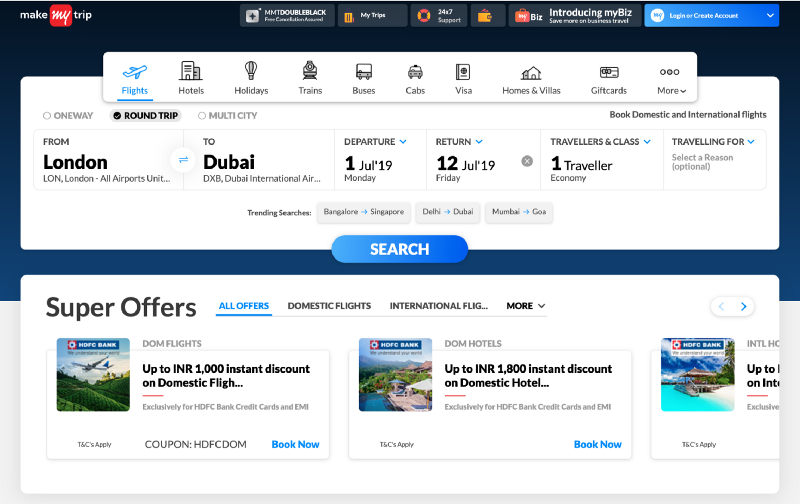 make my trip
MMTDOUBLEBLACK
Free Cancellation Assured
My Trips
24x7
Support
myBiz
Introducing myBiz
Save more on business travel
my
Login or Create Account
Flights
Hotels
Holidays
Trains
Buses
Cabs
Visa
Homes & Villas
Giftcards
More
ONEWAY
ROUND TRIP
MULTI CITY
Book Domestic and International flights
FROM
London
LON, London - All Airports Unit...
TO
Dubai
DXB, Dubai International Air...
DEPARTURE
1 Jul'19
Monday
RETURN
12 Jul'19
Friday
TRAVELLERS & CLASS
1 Traveller
Economy
TRAVELLING FOR
Select a Reason
(optional)
Trending Searches:
Bangalore → Singapore
Delhi → Dubai
Mumbai → Goa
SEARCH
Super Offers
ALL OFFERS
DOMESTIC FLIGHTS
INTERNATIONAL FLIG...
MORE
HDFC BANK
We understand your world
DOM FLIGHTS
Up to INR 1,000 instant discount
on Domestic Fligh...
Exclusively for HDFC Bank Credit Cards and EMI
T&C's Apply
COUPON: HDFCDOM
Book Now
HDFC BANK
We understand your world
DOM HOTELS
Up to INR 1,800 instant discount
on Domestic Hotel...
Exclusively for HDFC Bank Credit Cards and EMI
T&C's Apply
Book Now
HDFC BANK
We understand your world
INTL HO
Up to I
on Inte
Exclusive
T&C's Apply